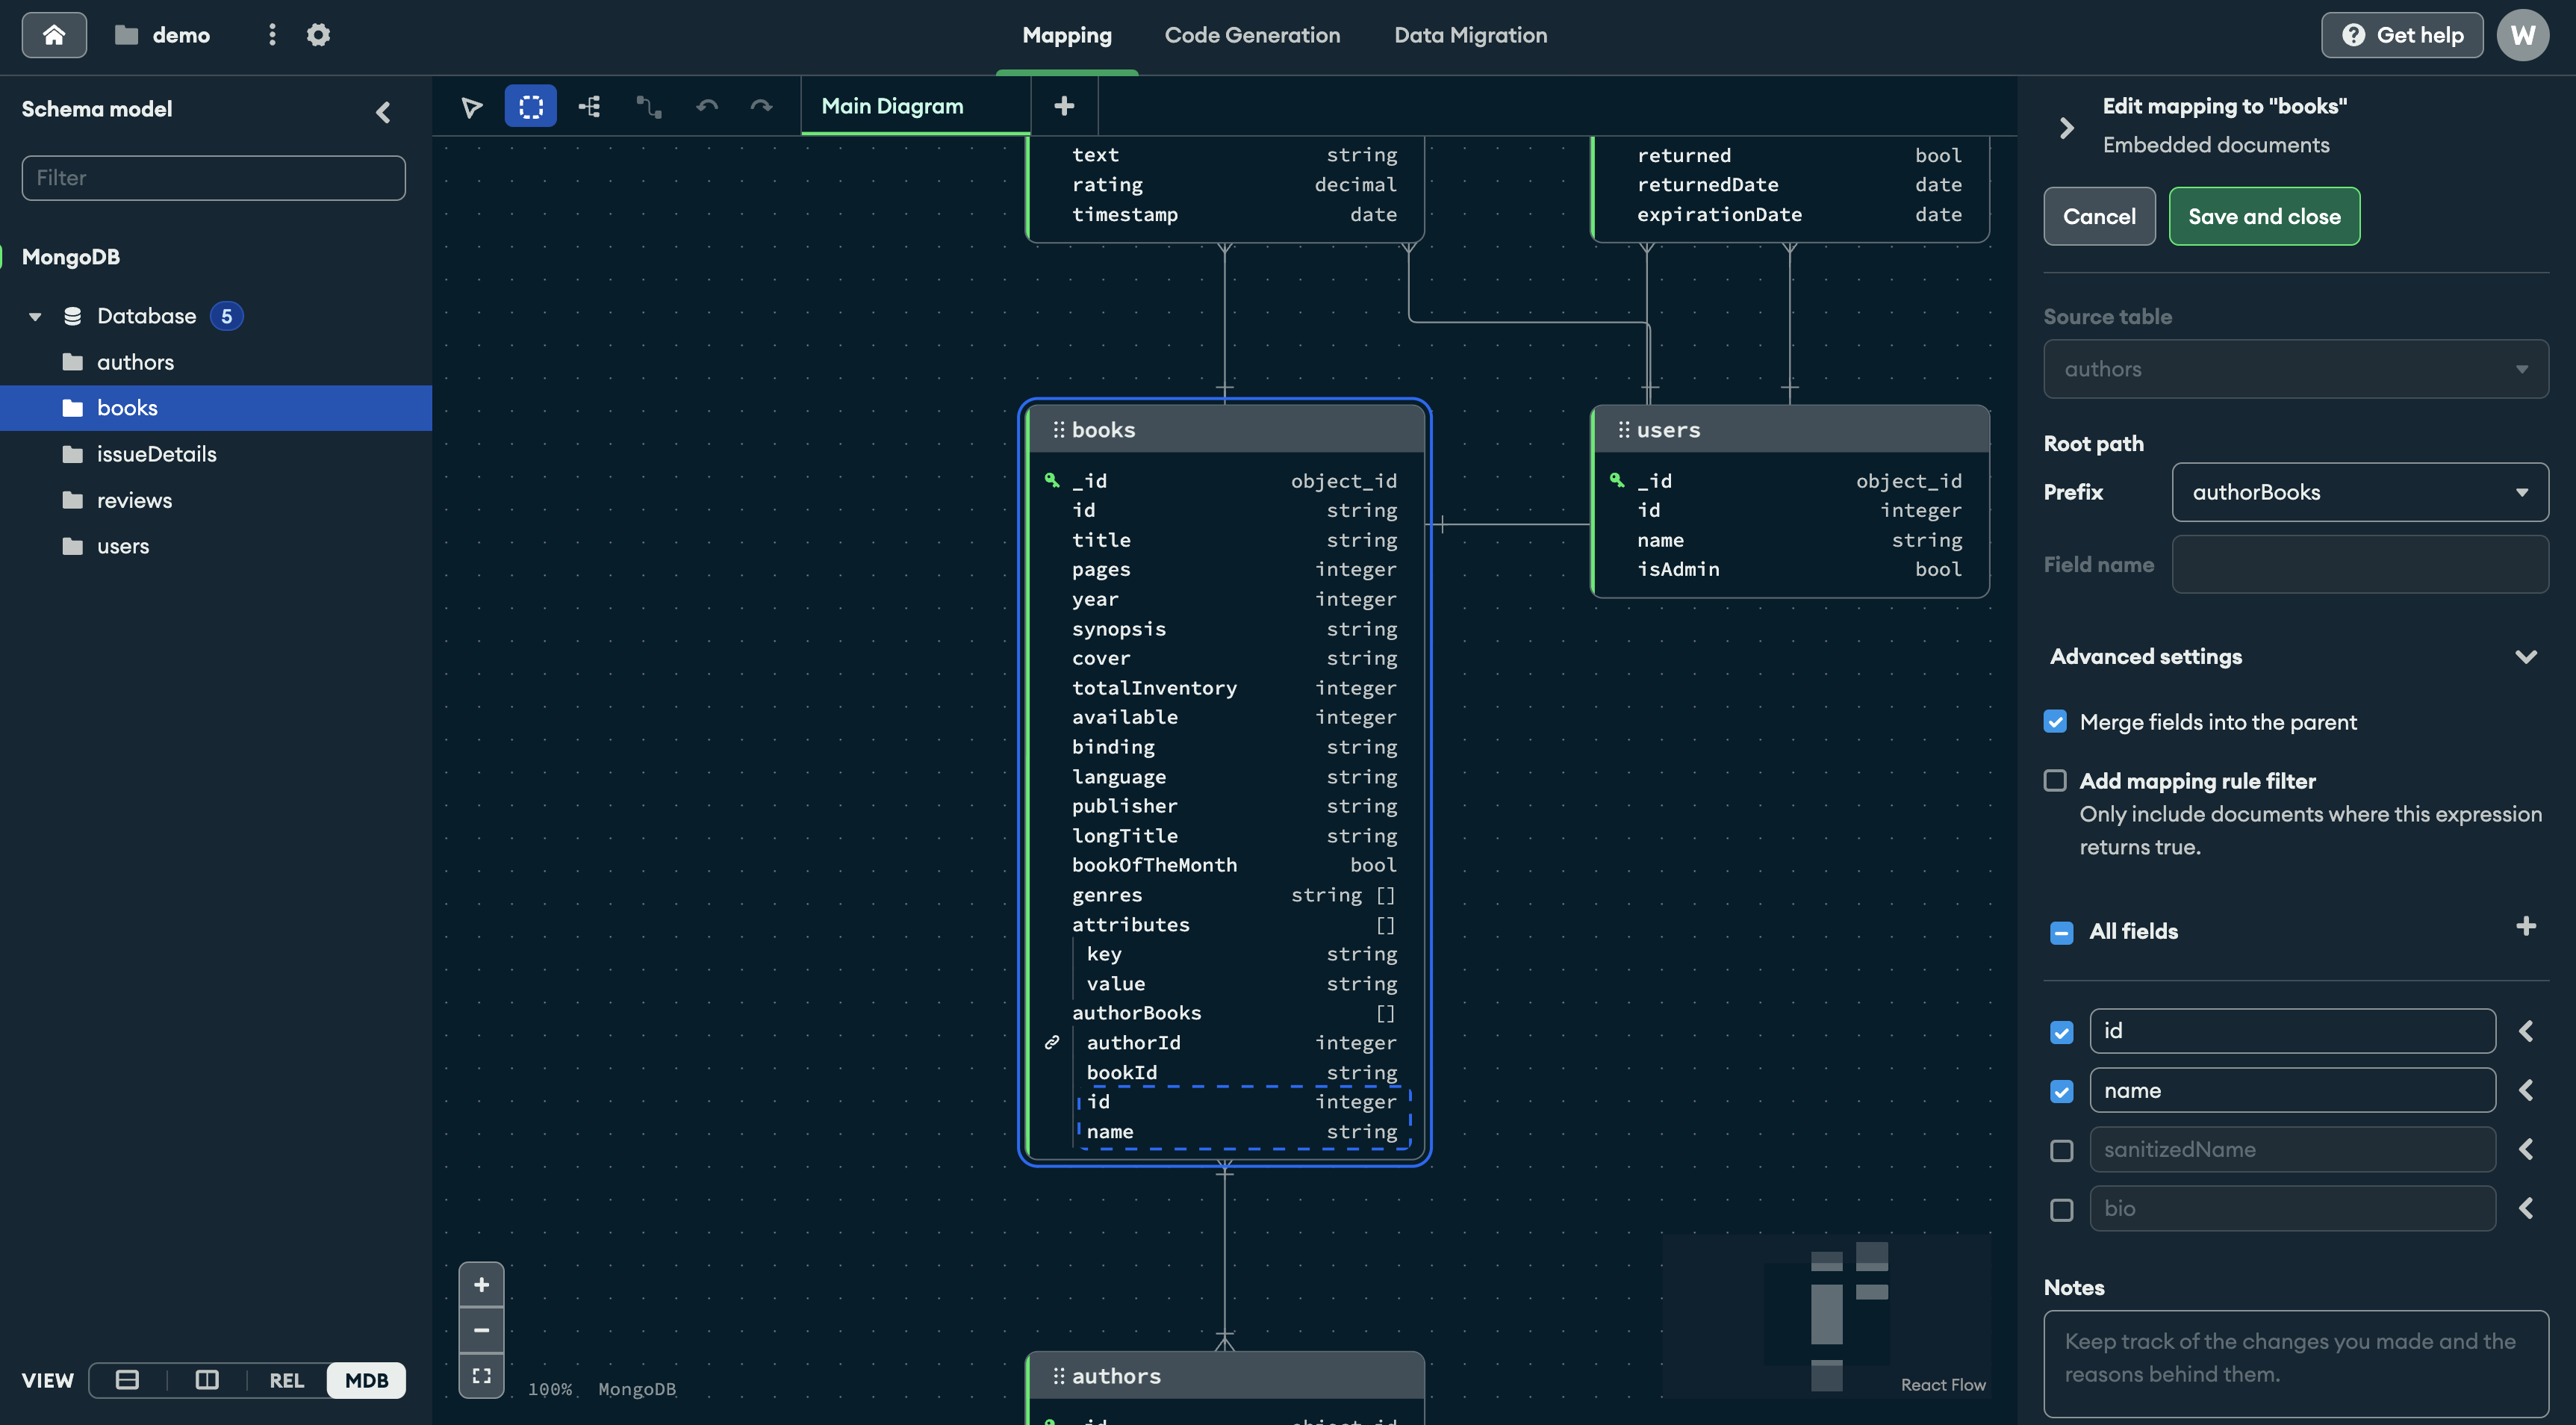 demo
Mapping
Code Generation
Data Migration
Get help
W
Schema model
Filter
MongoDB
Database 5
authors
books
issueDetails
reviews
users
VIEW
REL
MDB
Main Diagram
text string
rating decimal
timestamp date
returned bool
returnedDate date
expirationDate date
books
_id object_id
id string
title string
pages integer
year integer
synopsis string
cover string
totalInventory integer
available integer
binding string
language string
publisher string
longTitle string
bookOfTheMonth bool
genres string []
attributes []
key string
value string
authorBooks []
authorId integer
bookId string
id integer
name string
users
_id object_id
id integer
name string
isAdmin bool
authors
_id object_id
100% MongoDB
React Flow
Edit mapping to "books"
Embedded documents
Cancel
Save and close
Source table
authors
Root path
Prefix authorBooks
Field name
Advanced settings
Merge fields into the parent
Add mapping rule filter
Only include documents where this expression
returns true.
All fields
id
name
sanitizedName
bio
Notes
Keep track of the changes you made and the
reasons behind them.